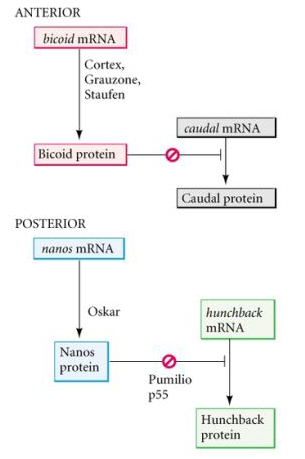 ANTERIOR
bicoid mRNA
Cortex,
Grauzone,
Staufen
caudal mRNA
Bicoid protein
Caudal protein
POSTERIOR
nanos mRNA
Oskar
hunchback
mRNA
Nanos
protein
Pumilio
p55
Hunchback
protein